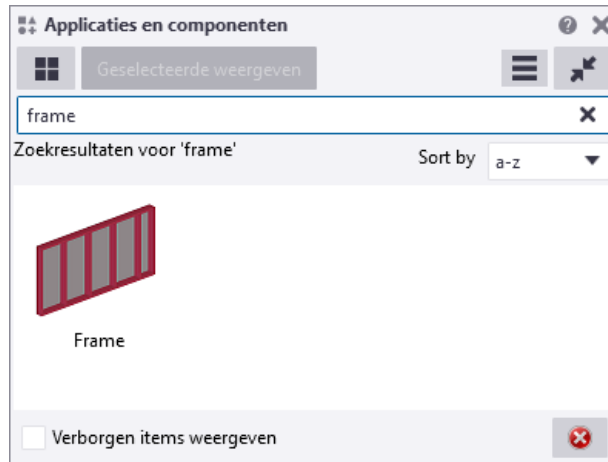 Applicaties en componenten
Geselecteerde weergeven
frame
Zoekresultaten voor 'frame'
Sort by a-z
Frame
Verborgen items weergeven